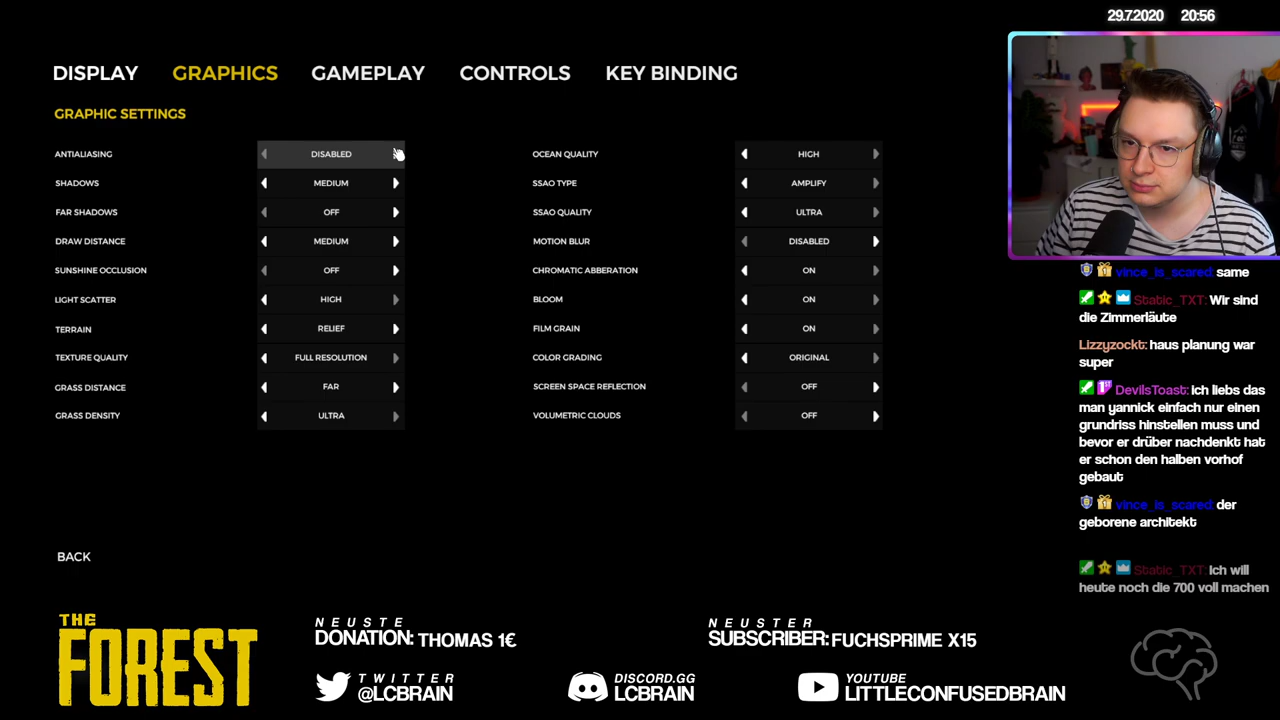 29.7.2020 20:56
DISPLAY GRAPHICS GAMEPLAY CONTROLS KEY BINDING
GRAPHIC SETTINGS
ANTIALIASING DISABLED
SHADOWS MEDIUM
FAR SHADOWS OFF
DRAW DISTANCE MEDIUM
SUNSHINE OCCLUSION OFF
LIGHT SCATTER HIGH
TERRAIN RELIEF
TEXTURE QUALITY FULL RESOLUTION
GRASS DISTANCE FAR
GRASS DENSITY ULTRA
OCEAN QUALITY HIGH
SSAO TYPE AMPLIFY
SSAO QUALITY ULTRA
MOTION BLUR DISABLED
CHROMATIC ABBERATION ON
BLOOM ON
FILM GRAIN ON
COLOR GRADING ORIGINAL
SCREEN SPACE REFLECTION OFF
VOLUMETRIC CLOUDS OFF
vince_is_scared: same
Static_TXT: Wir sind
die Zimmerläute
Lizzyzockt: haus planung war
super
DevilsToast: ich liebs das
man yannick einfach nur einen
grundriss hinstellen muss und
bevor er drüber nachdenkt hat
er schon den halben vorhof
gebaut
vince_is_scared: der
geborene architekt
Static_TXT: Ich will
heute noch die 700 voll machen
BACK
THE
FOREST
NEUSTE
DONATION: THOMAS 1€
NEUSTER
SUBSCRIBER: FUCHSPRIME X15
TWITTER
@LCBRAIN
DISCORD.GG
LCBRAIN
YOUTUBE
LITTLECONFUSEDBRAIN